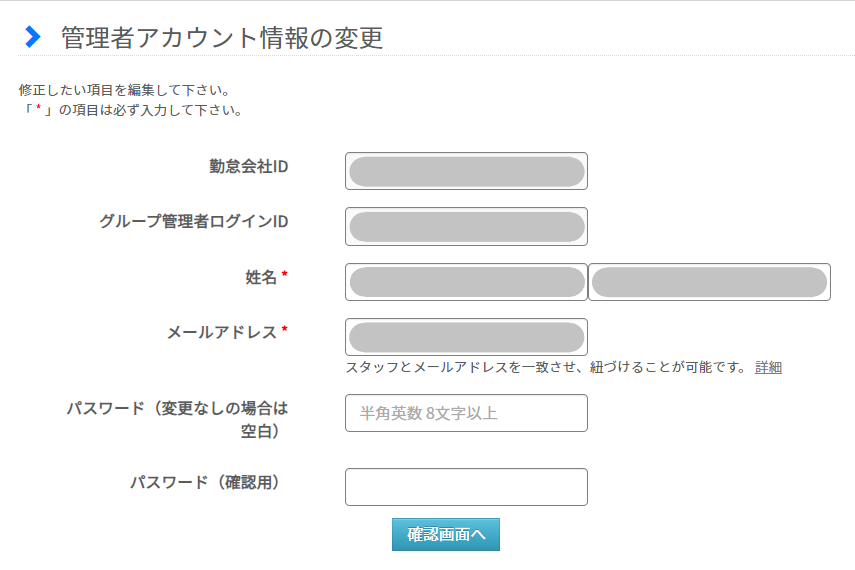 管理者アカウント情報の変更
修正したい項目を編集して下さい。
「 * 」の項目は必ず入力して下さい。
勤怠会社ID
グループ管理者ログインID
姓名 *
メールアドレス *
スタッフとメールアドレスを一致させ、紐づけることが可能です。 詳細
パスワード（変更なしの場合は
空白）
半角英数 8文字以上
パスワード（確認用）
確認画面へ